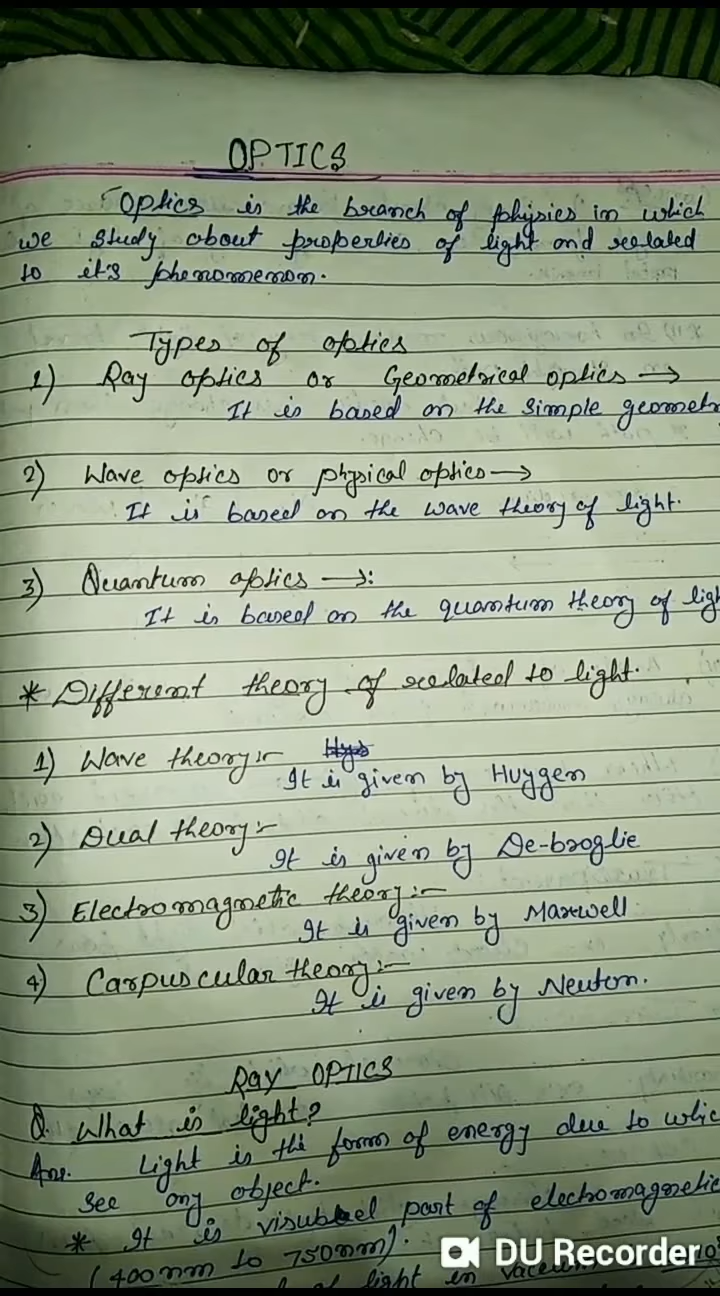 OPTICS
Optics is the branch of physics in which
we study about properties of light and related
to it's phenomenon.
Types of optics
1) Ray optics or Geometrical optics →
It is based on the simple geometr
2) Wave optics or physical optics →
It is based on the wave theory of light.
3) Quantum optics →:
It is based on the quantum theory of ligh
* Different theory of related to light.
1) Wave theory:-
It is given by Huygen
2) Dual theory:-
It is given by De-broglie
3) Electromagnetic theory:-
It is given by Maxwell
4) Carpuscular theory:-
It is given by Newton.
Ray OPTICS
Q. What is light?
Ans. Light is the form of energy due to whic
see any object.
* It is visubel part of electromagnetic
(400nm to 750nm).
of light in vaccum
DU Recorder